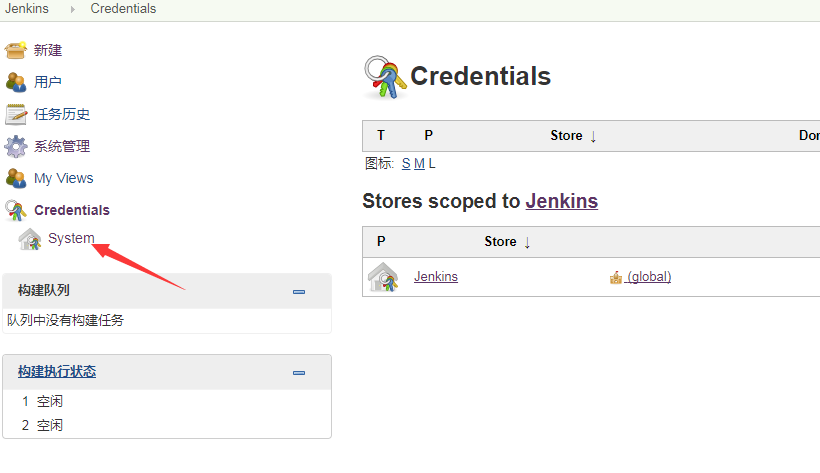 Jenkins Credentials
新建
用户
任务历史
系统管理
My Views
Credentials
System
构建队列
队列中没有构建任务
构建执行状态
1 空闲
2 空闲
Credentials
T P Store ↓ Dor
图标: S M L
Stores scoped to Jenkins
P Store ↓
Jenkins (global)